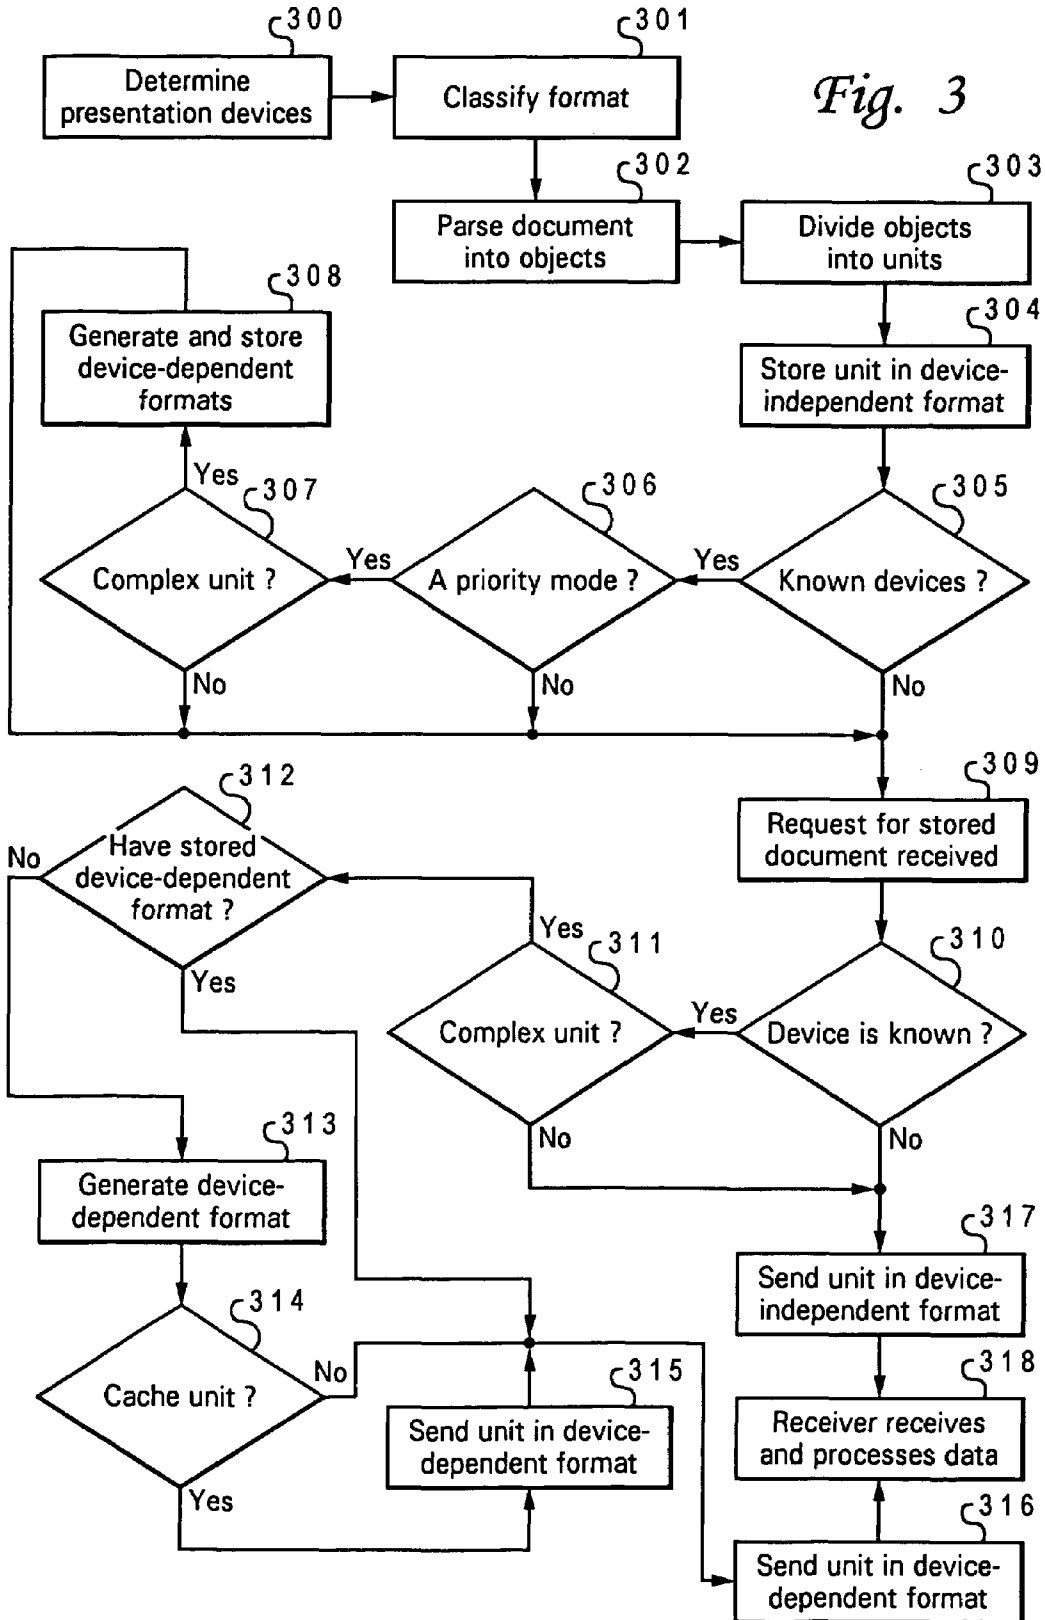 300
Determine
presentation devices
301
Classify format
Fig. 3
302
Parse document
into objects
303
Divide objects
into units
304
Store unit in device-
independent format
308
Generate and store
device-dependent
formats
Yes
307
Complex unit ?
No
Yes
306
A priority mode ?
No
Yes
305
Known devices ?
No
309
Request for stored
document received
312
No
Have stored
device-dependent
format ?
Yes
Yes
311
Complex unit ?
No
Yes
310
Device is known ?
No
313
Generate device-
dependent format
314
Cache unit ?
No
Yes
315
Send unit in device-
dependent format
317
Send unit in device-
independent format
318
Receiver receives
and processes data
316
Send unit in device-
dependent format